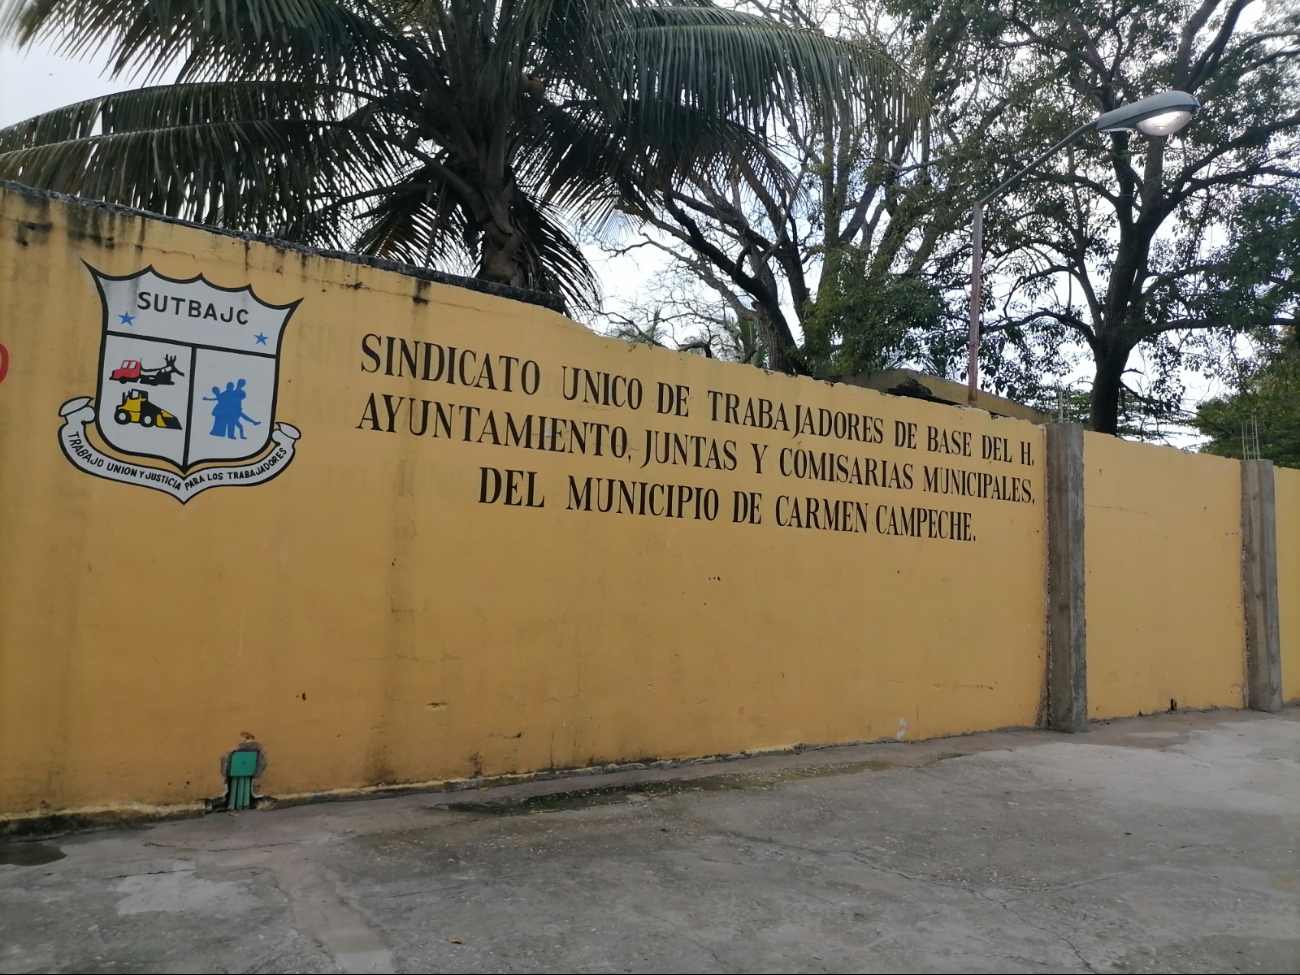 SUTBAJC
TRABAJO UNION Y JUSTICIA PARA LOS TRABAJADORES
SINDICATO UNICO DE TRABAJADORES DE BASE DEL H.
AYUNTAMIENTO, JUNTAS Y COMISARIAS MUNICIPALES,
DEL MUNICIPIO DE CARMEN CAMPECHE.